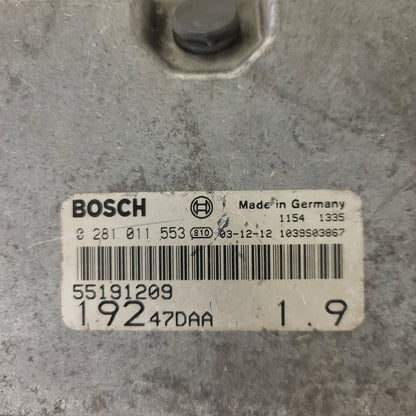 BOSCH Made in Germany
1154 1335
0 281 011 553 810 03-12-12 1039S03867
55191209
192 47DAA 1.9